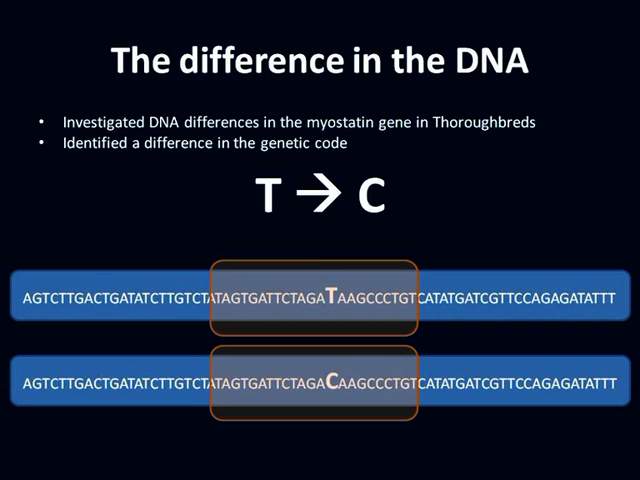 The difference in the DNA
• Investigated DNA differences in the myostatin gene in Thoroughbreds
• Identified a difference in the genetic code
T → C
AGTCTTGACTGATATCTTGTCTATAGTGATTCTAGATAAGCCCTGTCATATGATCGTTCCAGAGATATTT
AGTCTTGACTGATATCTTGTCTATAGTGATTCTAGACAAGCCCTGTCATATGATCGTTCCAGAGATATTT